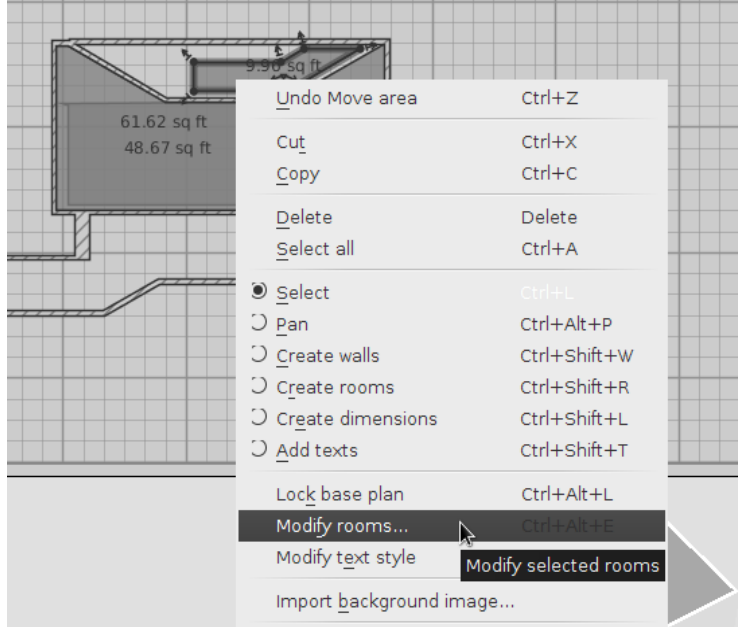 9.96 sq ft
61.62 sq ft
48.67 sq ft
Undo Move area Ctrl+Z
Cut Ctrl+X
Copy Ctrl+C
Delete Delete
Select all Ctrl+A
Select Ctrl+L
Pan Ctrl+Alt+P
Create walls Ctrl+Shift+W
Create rooms Ctrl+Shift+R
Create dimensions Ctrl+Shift+L
Add texts Ctrl+Shift+T
Lock base plan Ctrl+Alt+L
Modify rooms... Ctrl+Alt+E
Modify text style
Modify selected rooms
Import background image...